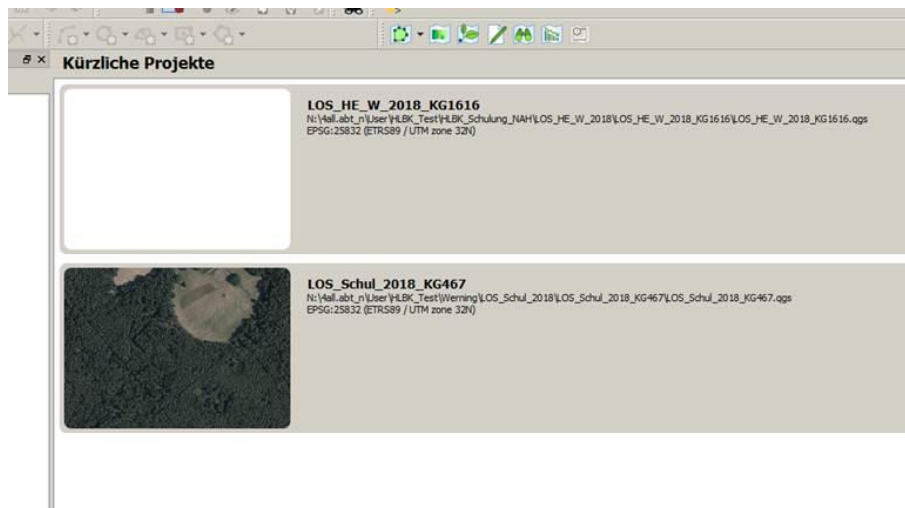 Kürzliche Projekte
LOS_HE_W_2018_KG1616
N:\4all.abt_n\User\HLBK_Test\HLBK_Schulung_NAH\LOS_HE_W_2018\LOS_HE_W_2018_KG1616\LOS_HE_W_2018_KG1616.qgs
EPSG:25832 (ETRS89 / UTM zone 32N)
LOS_Schul_2018_KG467
N:\4all.abt_n\User\HLBK_Test\Werning\LOS_Schul_2018\LOS_Schul_2018_KG467\LOS_Schul_2018_KG467.qgs
EPSG:25832 (ETRS89 / UTM zone 32N)